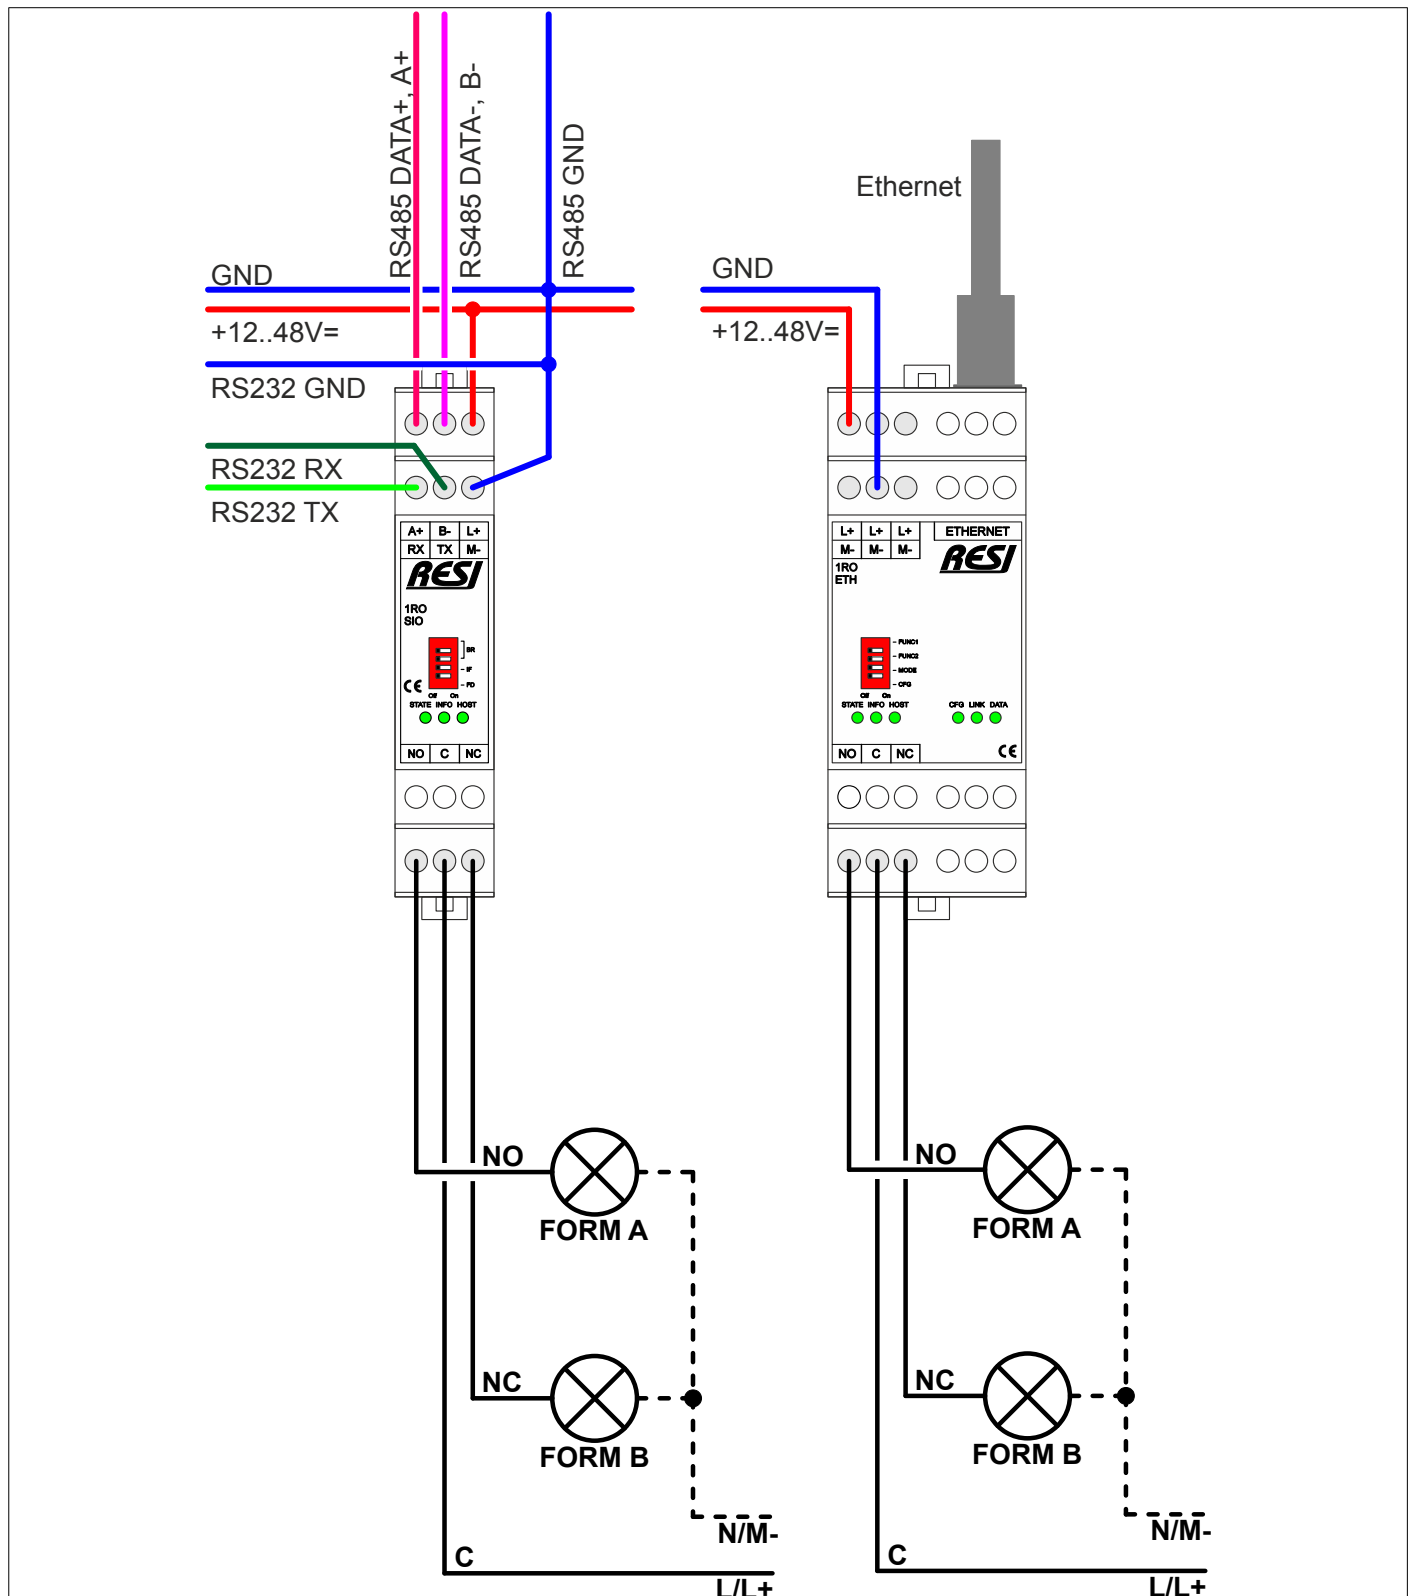 RS485 DATA+, A+
RS485 DATA-, B-
RS485 GND
Ethernet
GND
+12..48V=
RS232 GND
RS232 RX
RS232 TX
GND
+12..48V=
A+ B- L+
RX TX M-
RESI
1RO
SIO
BR
IF
FD
CE
Off On
STATE INFO HOST
NO C NC
L+ L+ L+ ETHERNET
M- M- M-
RESI
1RO
ETH
FUNC1
FUNC2
MODE
CFG
Off On
STATE INFO HOST
CFG LINK DATA
NO C NC
CE
NO
FORM A
NC
FORM B
N/M-
C
L/L+
NO
FORM A
NC
FORM B
N/M-
C
L/L+